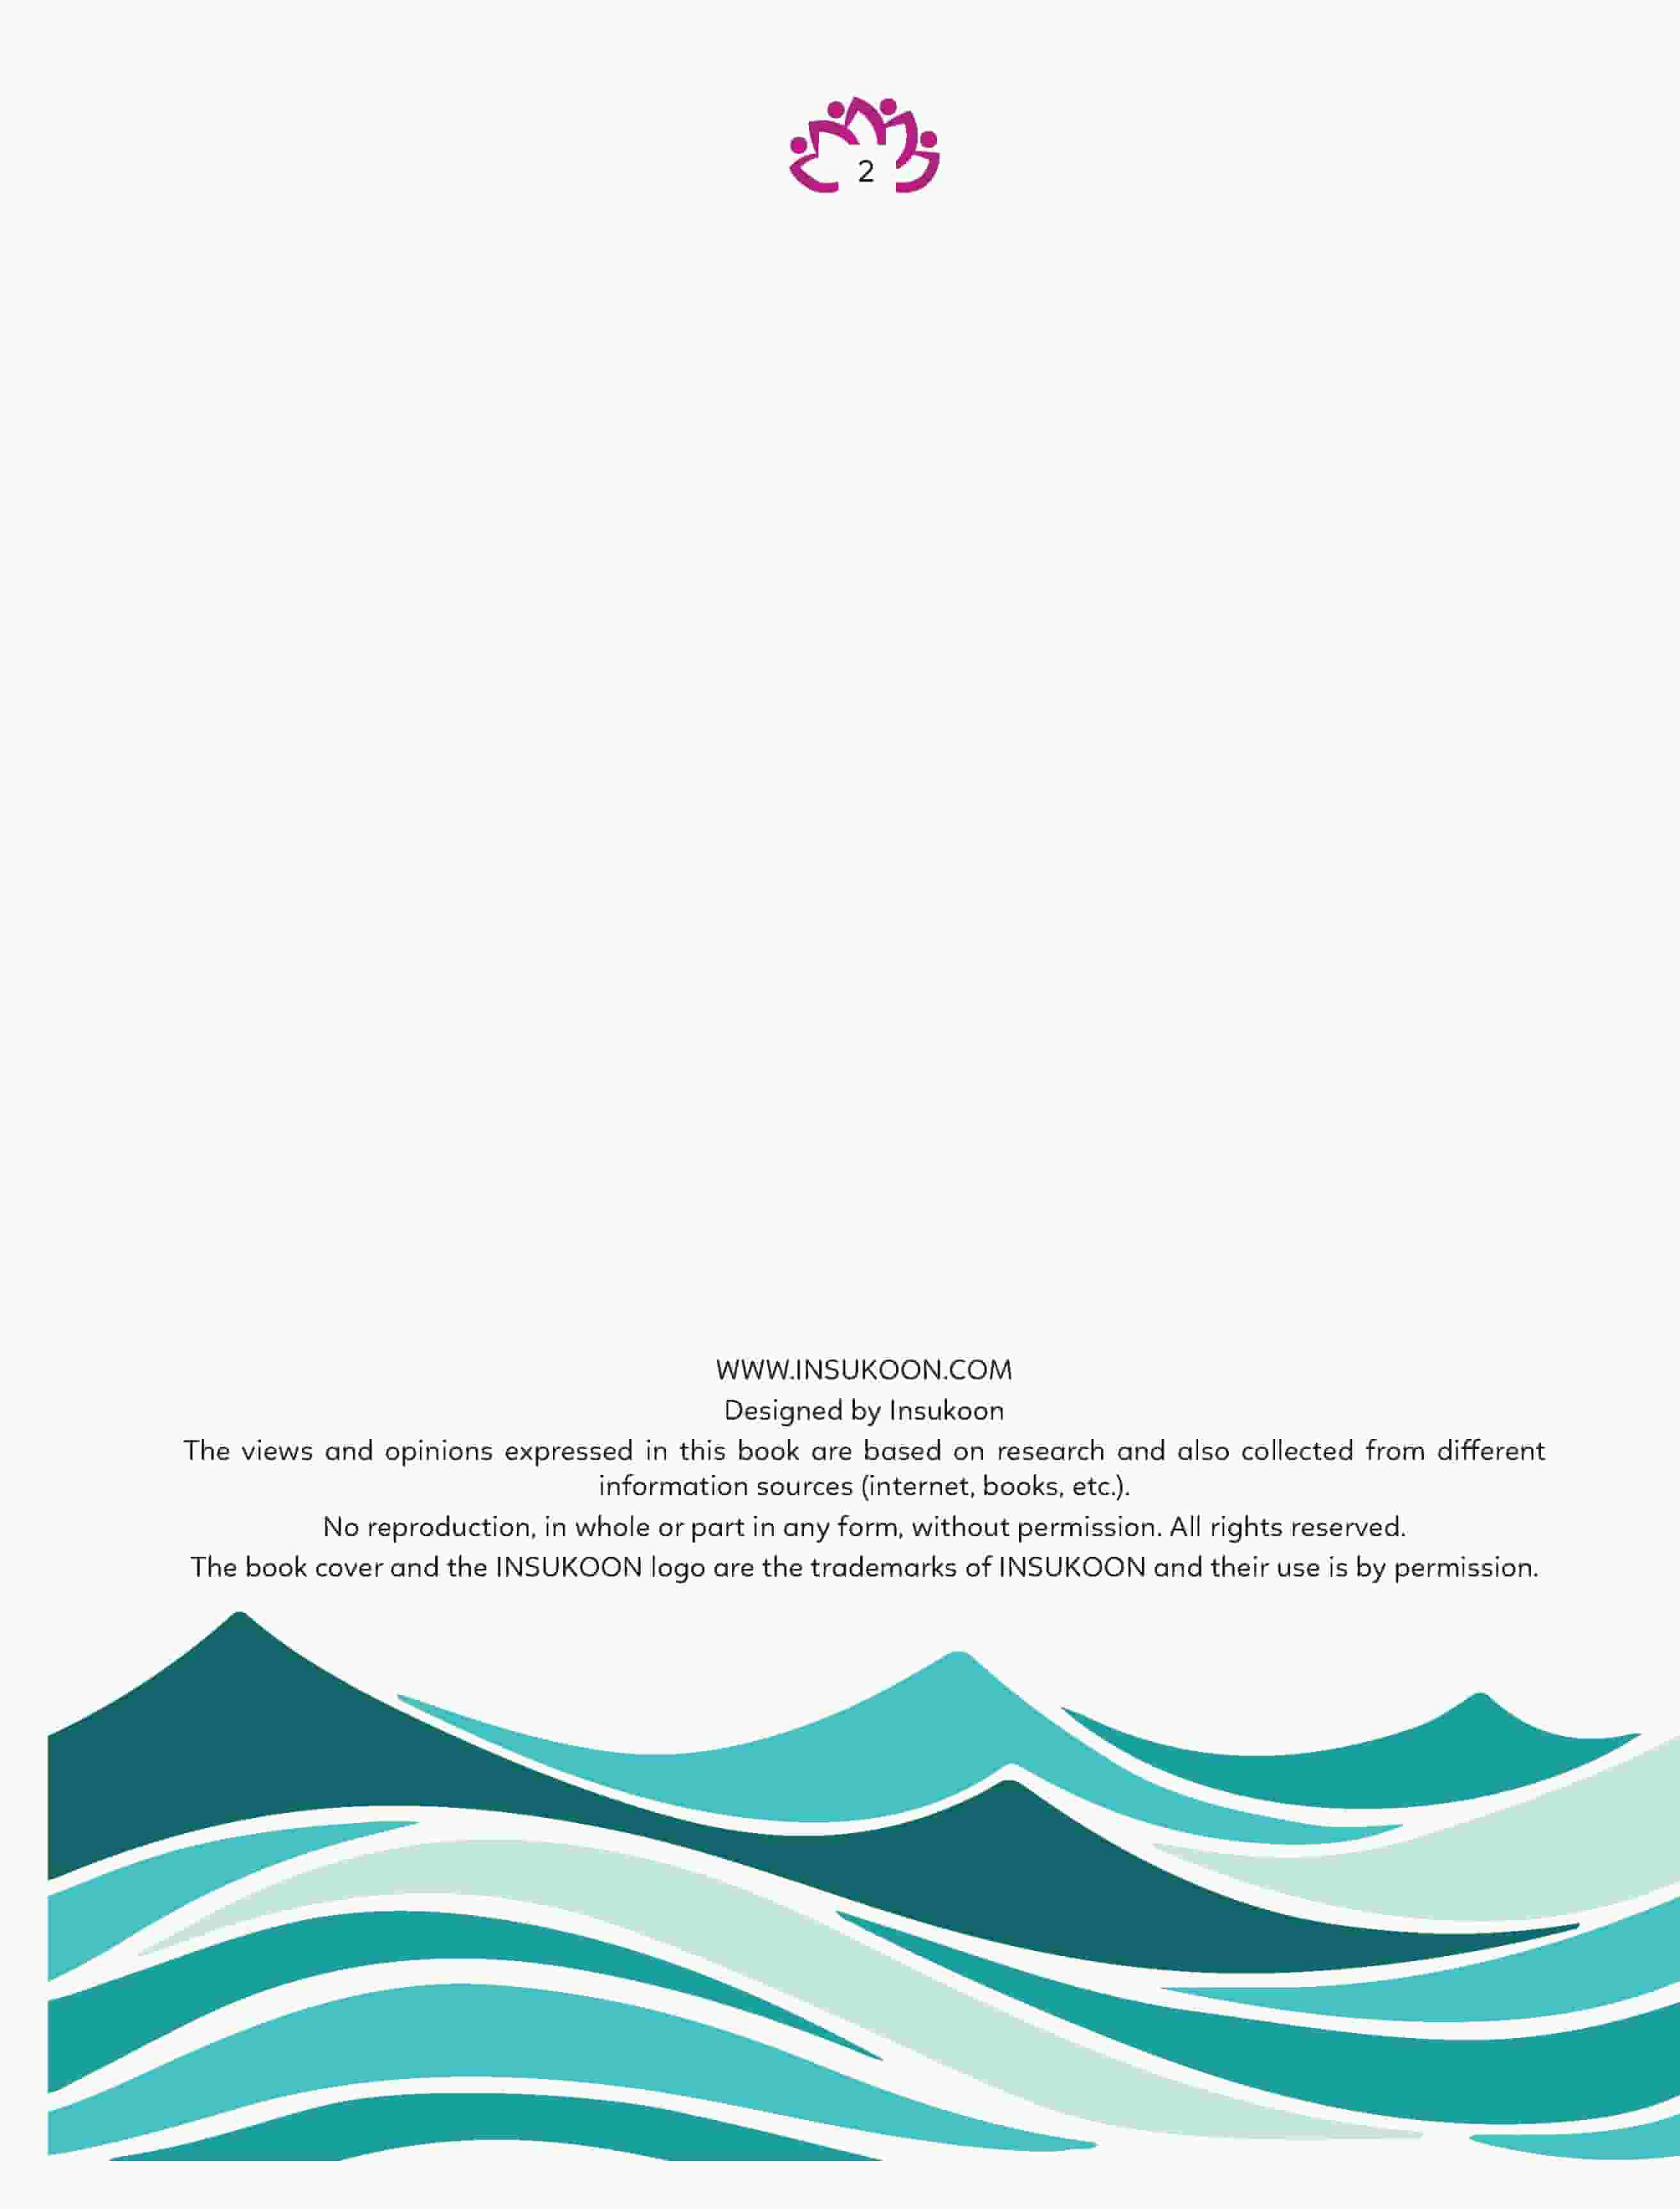 2
WWW.INSUKOON.COM
Designed by Insukoon
The views and opinions expressed in this book are based on research and also collected from different
information sources (internet, books, etc.).
No reproduction, in whole or part in any form, without permission. All rights reserved.
The book cover and the INSUKOON logo are the trademarks of INSUKOON and their use is by permission.